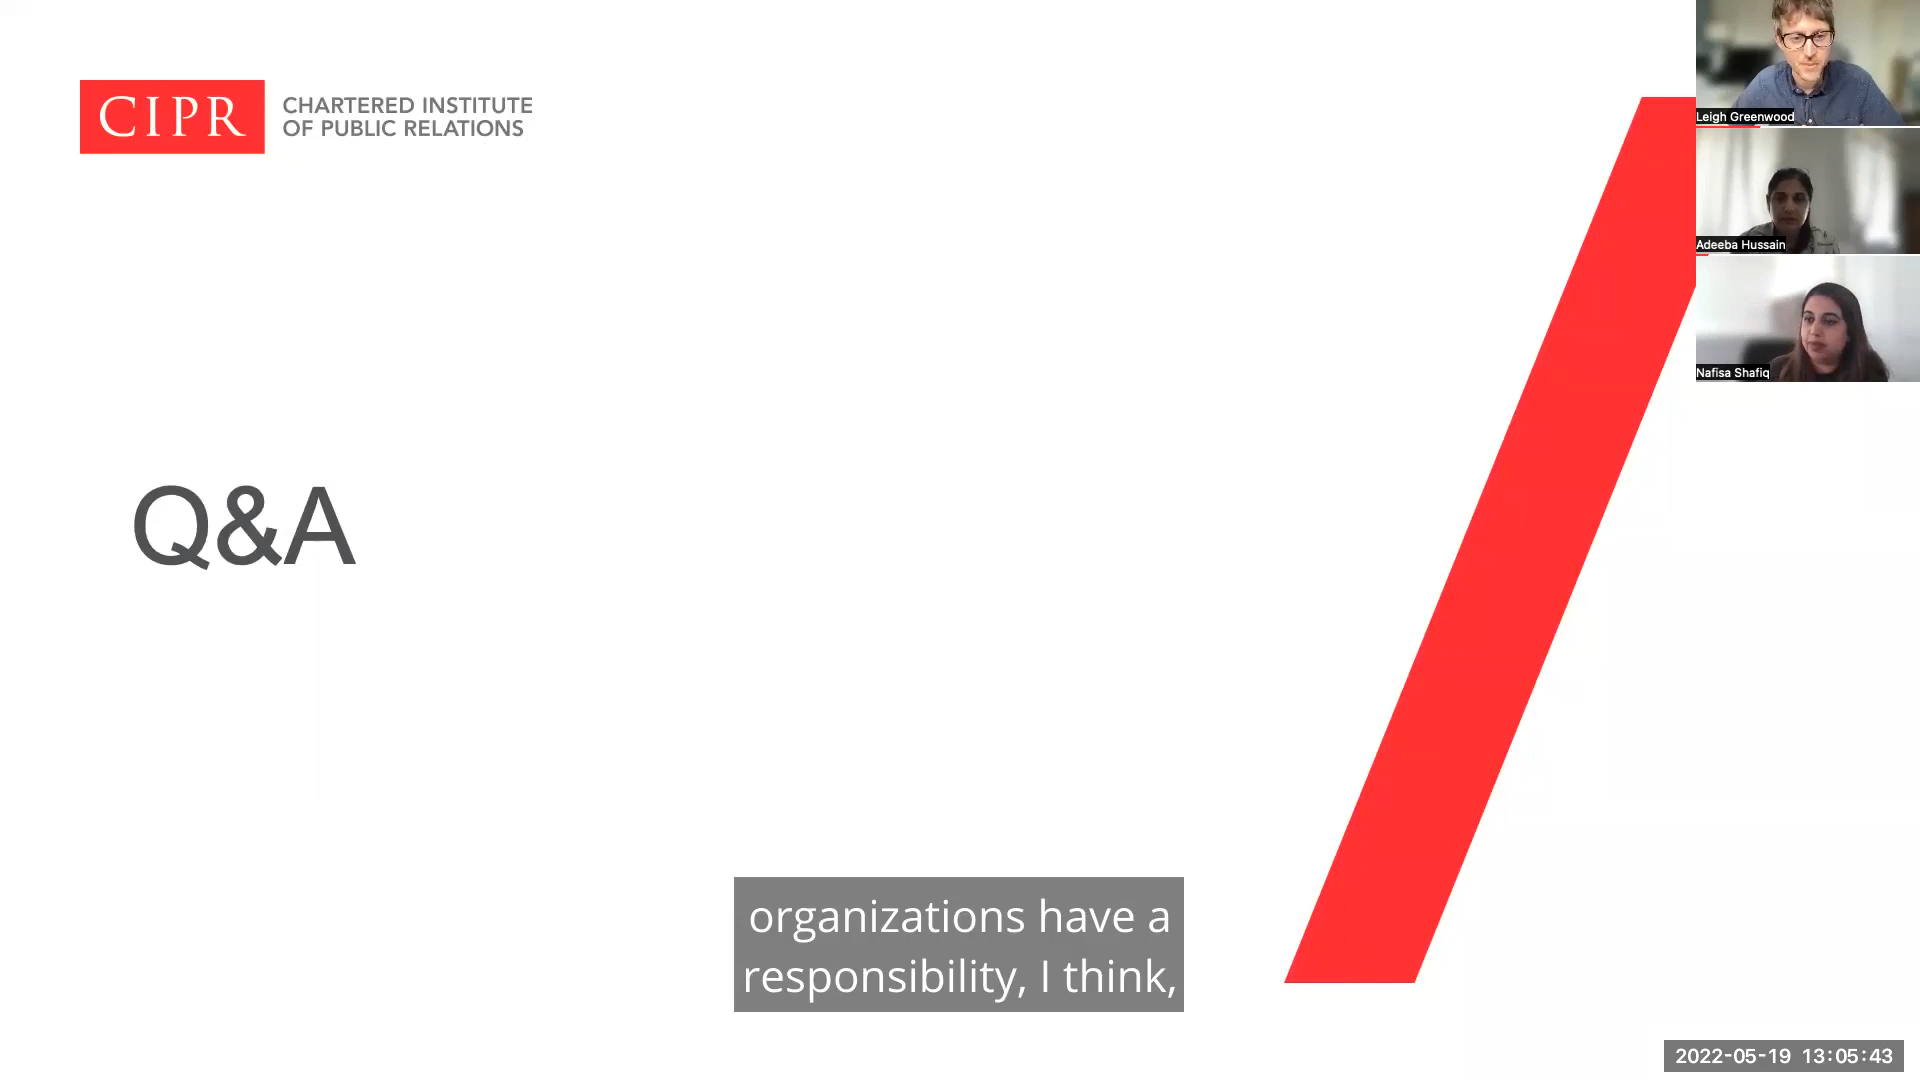 CIPR
CHARTERED INSTITUTE
OF PUBLIC RELATIONS
Leigh Greenwood
Adeeba Hussain
Nafisa Shafiq
Q&A
organizations have a
responsibility, I think,
2022-05-19 13:05:43